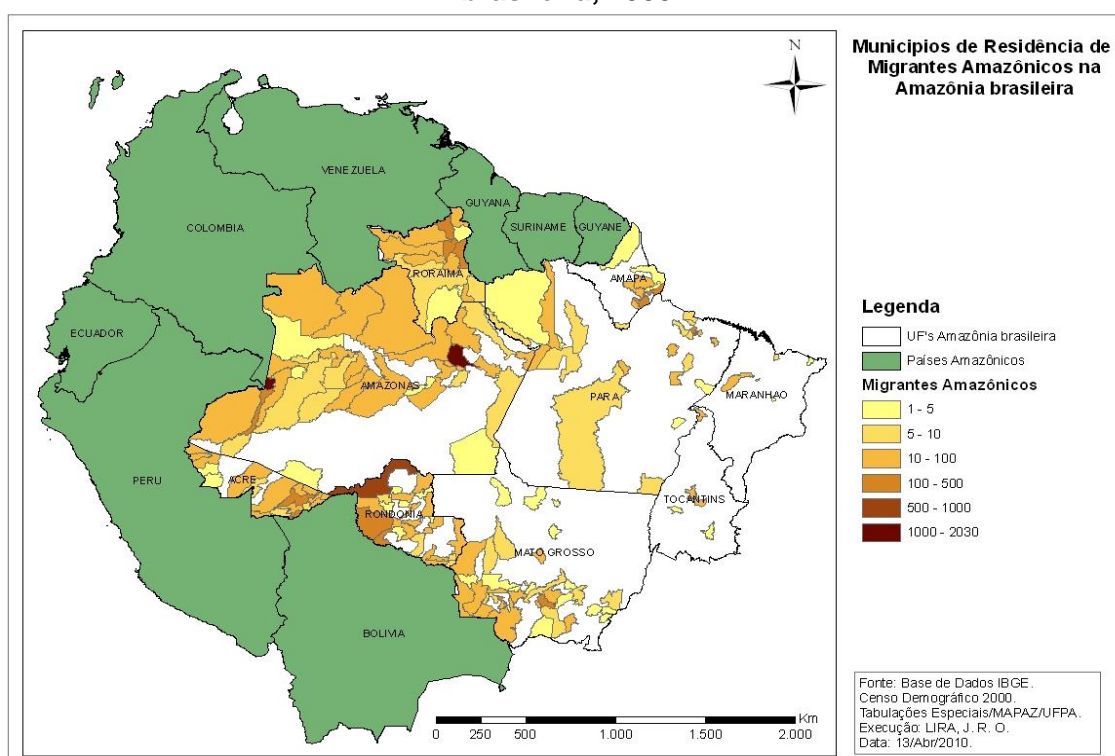 N
Municipios de Residência de
Migrantes Amazônicos na
Amazônia brasileira
VENEZUELA
GUYANA
SURINAME
GUYANE
COLOMBIA
RORAIMA
AMAPA
ECUADOR
AMAZONAS
PARA
MARANHAO
PERU
ACRE
TOCANTINS
RONDONIA
MATO GROSSO
BOLIVIA
Legenda
UF's Amazônia brasileira
Países Amazônicos
Migrantes Amazônicos
1 - 5
5 - 10
10 - 100
100 - 500
500 - 1000
1000 - 2030
Km
0 250 500 1.000 1.500 2.000
Fonte: Base de Dados IBGE.
Censo Demográfico 2000.
Tabulações Especiais/MAPAZ/UFPA.
Execução: LIRA, J. R. O.
Data: 13/Abr/2010.